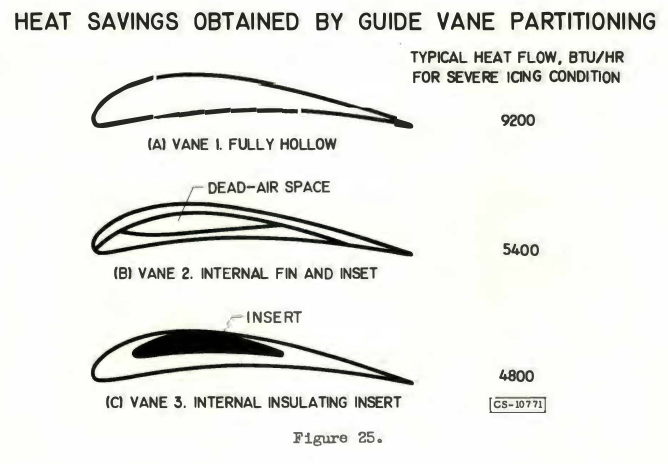 HEAT SAVINGS OBTAINED BY GUIDE VANE PARTITIONING
TYPICAL HEAT FLOW, BTU/HR
FOR SEVERE ICING CONDITION
9200
(A) VANE 1. FULLY HOLLOW
DEAD-AIR SPACE
5400
(B) VANE 2. INTERNAL FIN AND INSET
INSERT
4800
(C) VANE 3. INTERNAL INSULATING INSERT
CS-10771
Figure 25.